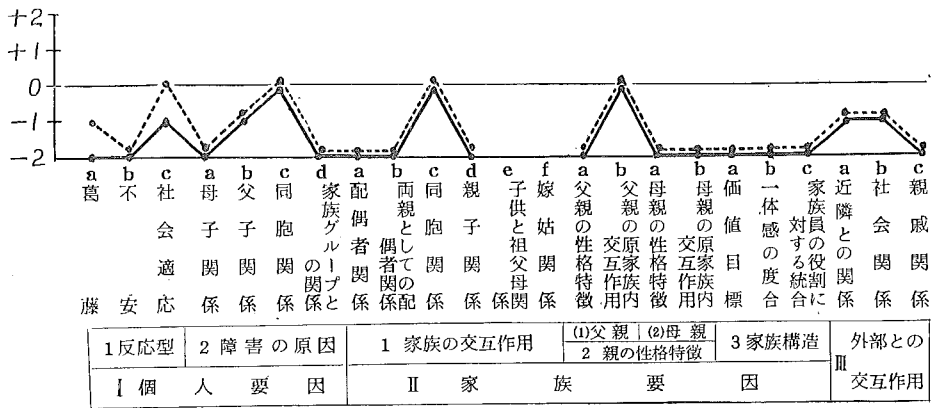 +2
+1
0
-1
-2
a 葛藤
b 不安
c 社会適応
a 母子関係
b 父子関係
c 同胞関係
d 家族グループとの関係
a 配偶者関係
b 両親としての配偶者関係
c 同胞関係
d 親子関係
e 子供と祖父母関係
f 嫁姑関係
a 父親の性格特徴
b 父親の原家族内交互作用
a 母親の性格特徴
b 母親の原家族内交互作用
a 価値目標
b 一体感の度合
c 家族員の役割に対する統合
a 近隣との関係
b 社会関係
c 親戚関係
1反応型 2 障害の原因 1 家族の交互作用 (1)父親 (2)母親 3家族構造 外部との
2 親の性格特徴 Ⅲ
Ⅰ個人要因 Ⅱ家族要因 交互作用